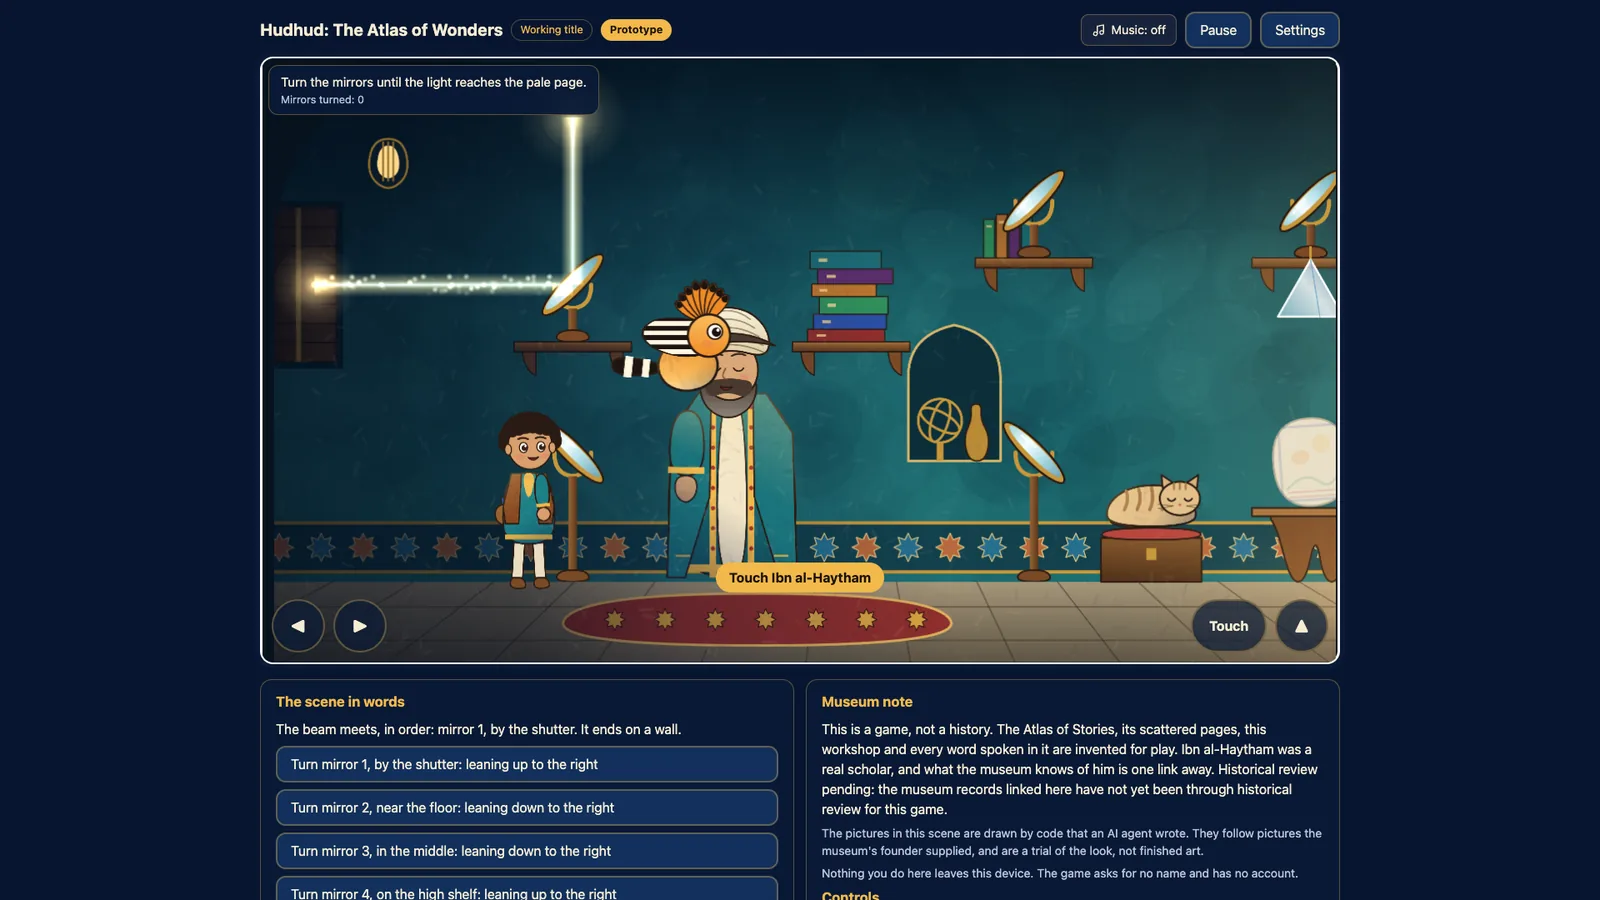 Hudhud: The Atlas of Wonders
Working title
Prototype
Music: off
Pause
Settings
Turn the mirrors until the light reaches the pale page.
Mirrors turned: 0
Touch Ibn al-Haytham
Touch
The scene in words
The beam meets, in order: mirror 1, by the shutter. It ends on a wall.
Turn mirror 1, by the shutter: leaning up to the right
Turn mirror 2, near the floor: leaning down to the right
Turn mirror 3, in the middle: leaning down to the right
Turn mirror 4, on the high shelf: leaning up to the right
Museum note
This is a game, not a history. The Atlas of Stories, its scattered pages, this
workshop and every word spoken in it are invented for play. Ibn al-Haytham was a
real scholar, and what the museum knows of him is one link away. Historical review
pending: the museum records linked here have not yet been through historical
review for this game.
The pictures in this scene are drawn by code that an AI agent wrote. They follow pictures the
museum's founder supplied, and are a trial of the look, not finished art.
Nothing you do here leaves this device. The game asks for no name and has no account.
Controls